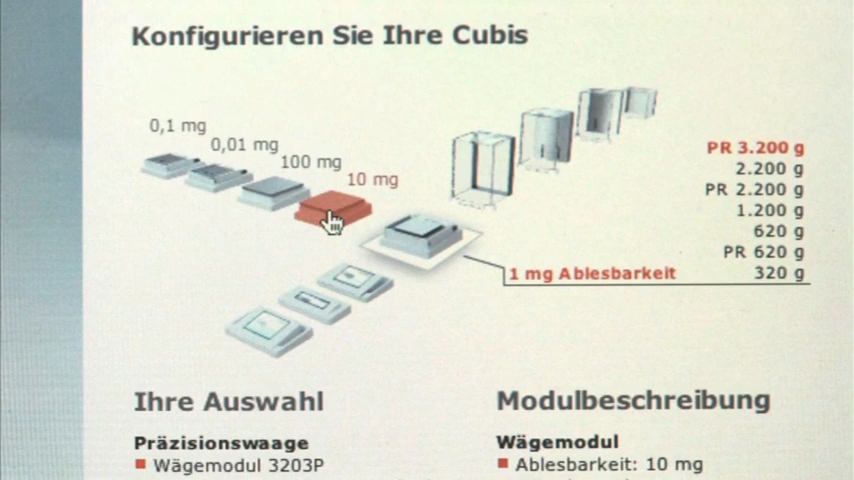 Konfigurieren Sie Ihre Cubis
0,1 mg
0,01 mg
100 mg
10 mg
PR 3.200 g
2.200 g
PR 2.200 g
1.200 g
620 g
PR 620 g
1 mg Ablesbarkeit 320 g
Ihre Auswahl
Präzisionswaage
Wägemodul 3203P
Modulbeschreibung
Wägemodul
Ablesbarkeit: 10 mg